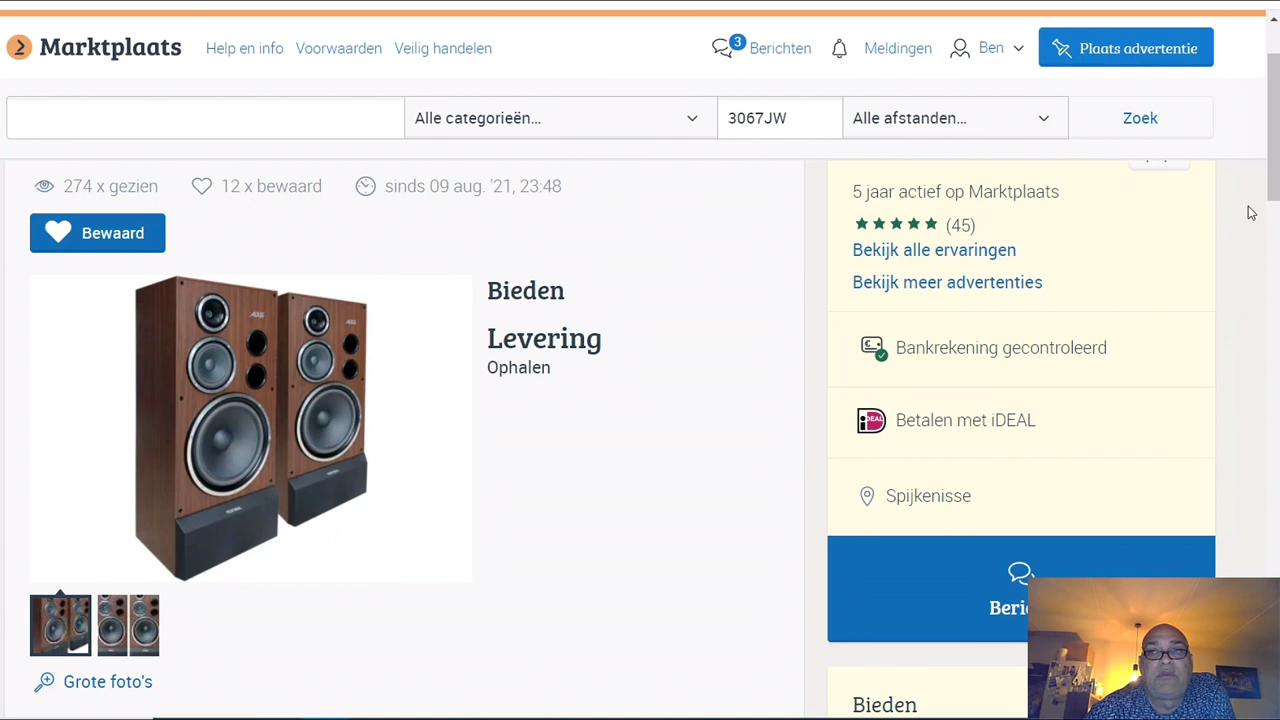 Marktplaats
Help en info
Voorwaarden
Veilig handelen
3
Berichten
Meldingen
Ben
Plaats advertentie
Alle categorieën...
3067JW
Alle afstanden...
Zoek
274 x gezien
12 x bewaard
sinds 09 aug. '21, 23:48
Bewaard
Bieden
Levering
Ophalen
Grote foto's
5 jaar actief op Marktplaats
(45)
Bekijk alle ervaringen
Bekijk meer advertenties
Bankrekening gecontroleerd
iDEAL
Betalen met iDEAL
Spijkenisse
Bieden